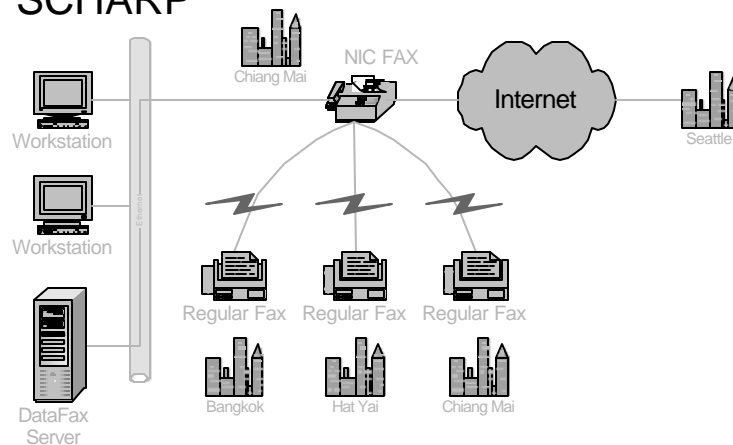 SCHARP
NIC FAX
Chiang Mai
Internet
Workstation
Seattle
Ethernet
Workstation
Regular Fax Regular Fax Regular Fax
Bangkok Hat Yai Chiang Mai
DataFax
Server